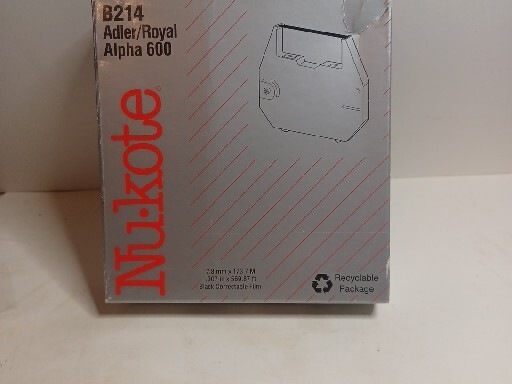 B214
Adler/Royal
Alpha 600
Nu·kote®
Black Correctable Film
Recyclable
Package